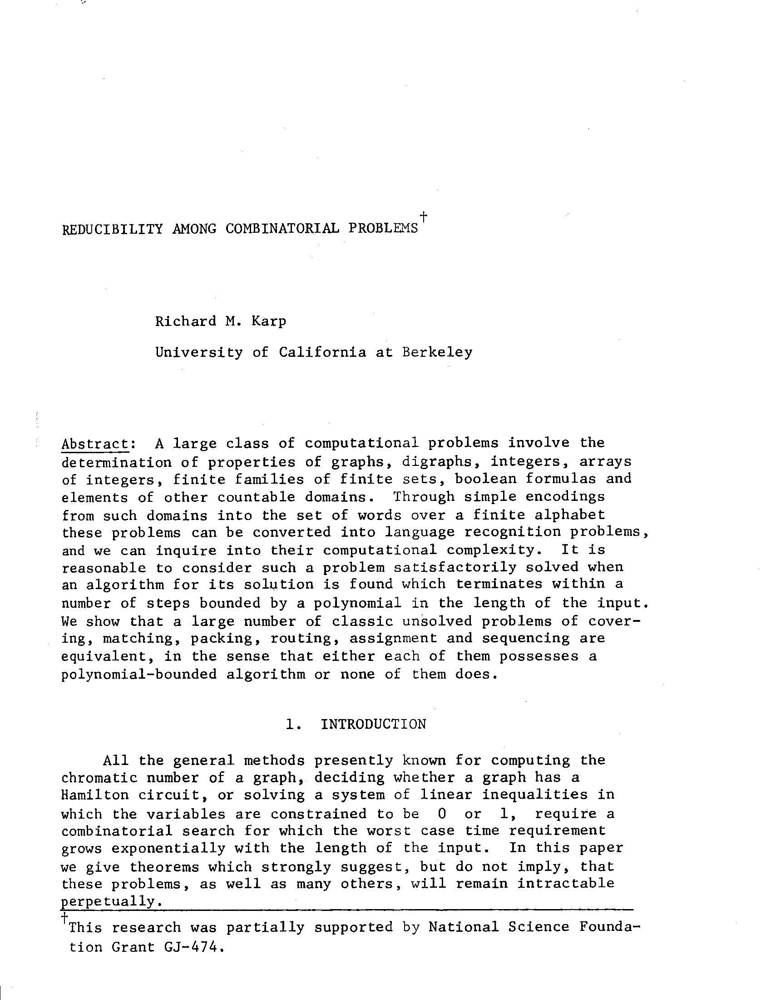 REDUCIBILITY AMONG COMBINATORIAL PROBLEMS†
Richard M. Karp
University of California at Berkeley
Abstract: A large class of computational problems involve the
determination of properties of graphs, digraphs, integers, arrays
of integers, finite families of finite sets, boolean formulas and
elements of other countable domains. Through simple encodings
from such domains into the set of words over a finite alphabet
these problems can be converted into language recognition problems,
and we can inquire into their computational complexity. It is
reasonable to consider such a problem satisfactorily solved when
an algorithm for its solution is found which terminates within a
number of steps bounded by a polynomial in the length of the input.
We show that a large number of classic unsolved problems of cover-
ing, matching, packing, routing, assignment and sequencing are
equivalent, in the sense that either each of them possesses a
polynomial-bounded algorithm or none of them does.
1. INTRODUCTION
All the general methods presently known for computing the
chromatic number of a graph, deciding whether a graph has a
Hamilton circuit, or solving a system of linear inequalities in
which the variables are constrained to be 0 or 1, require a
combinatorial search for which the worst case time requirement
grows exponentially with the length of the input. In this paper
we give theorems which strongly suggest, but do not imply, that
these problems, as well as many others, will remain intractable
perpetually.
†This research was partially supported by National Science Founda-
tion Grant GJ-474.